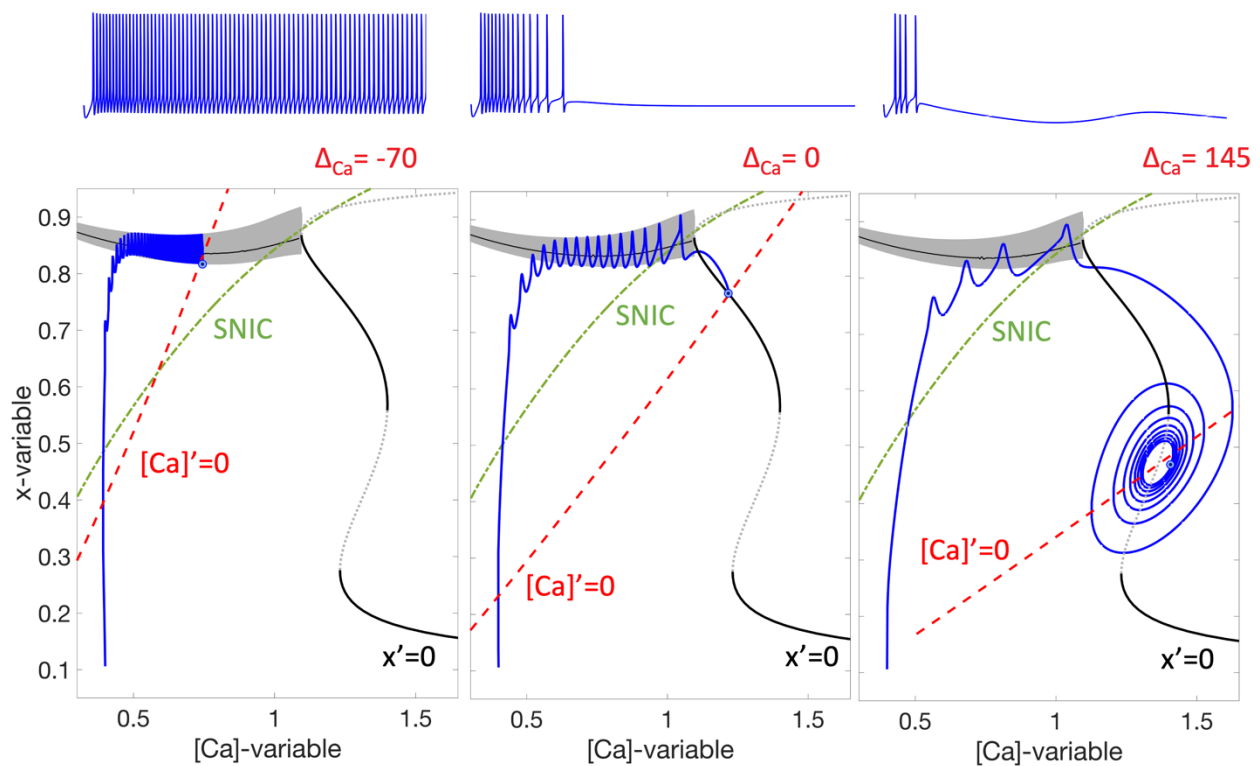 Δ_Ca= -70
Δ_Ca= 0
Δ_Ca= 145
x-variable
0.9
0.8
0.7
0.6
0.5
0.4
0.3
0.2
0.1
SNIC
[Ca]'=0
SNIC
[Ca]'=0
x'=0
SNIC
[Ca]'=0
x'=0
0.5 1 1.5
0.5 1 1.5
0.5 1 1.5
[Ca]-variable
[Ca]-variable
[Ca]-variable